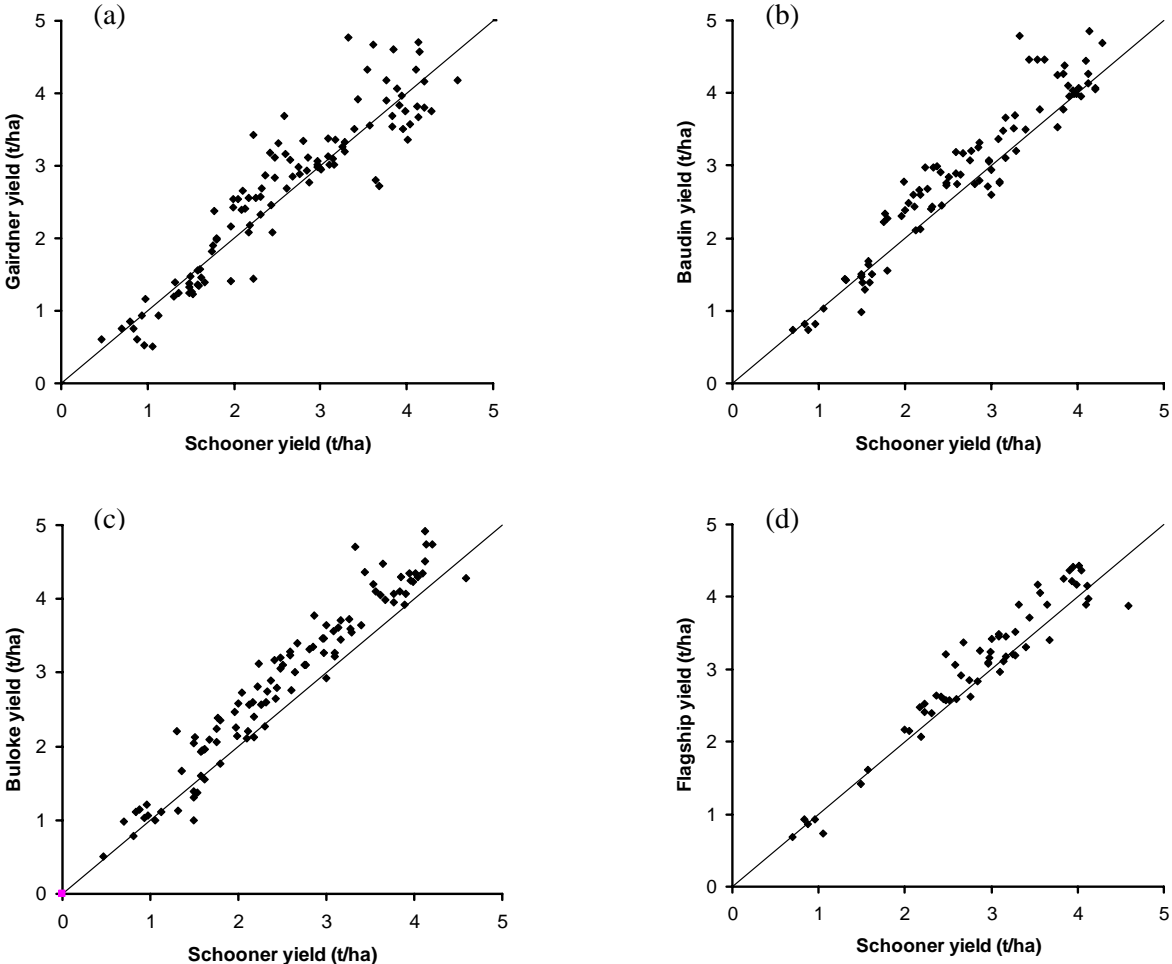 (a)
5
4
3
2
1
0
Gairdner yield (t/ha)
0 1 2 3 4 5
Schooner yield (t/ha)
(b)
5
4
3
2
1
0
Baudin yield (t/ha)
0 1 2 3 4 5
Schooner yield (t/ha)
(c)
5
4
3
2
1
0
Buloke yield (t/ha)
0 1 2 3 4 5
Schooner yield (t/ha)
(d)
5
4
3
2
1
0
Flagship yield (t/ha)
0 1 2 3 4 5
Schooner yield (t/ha)